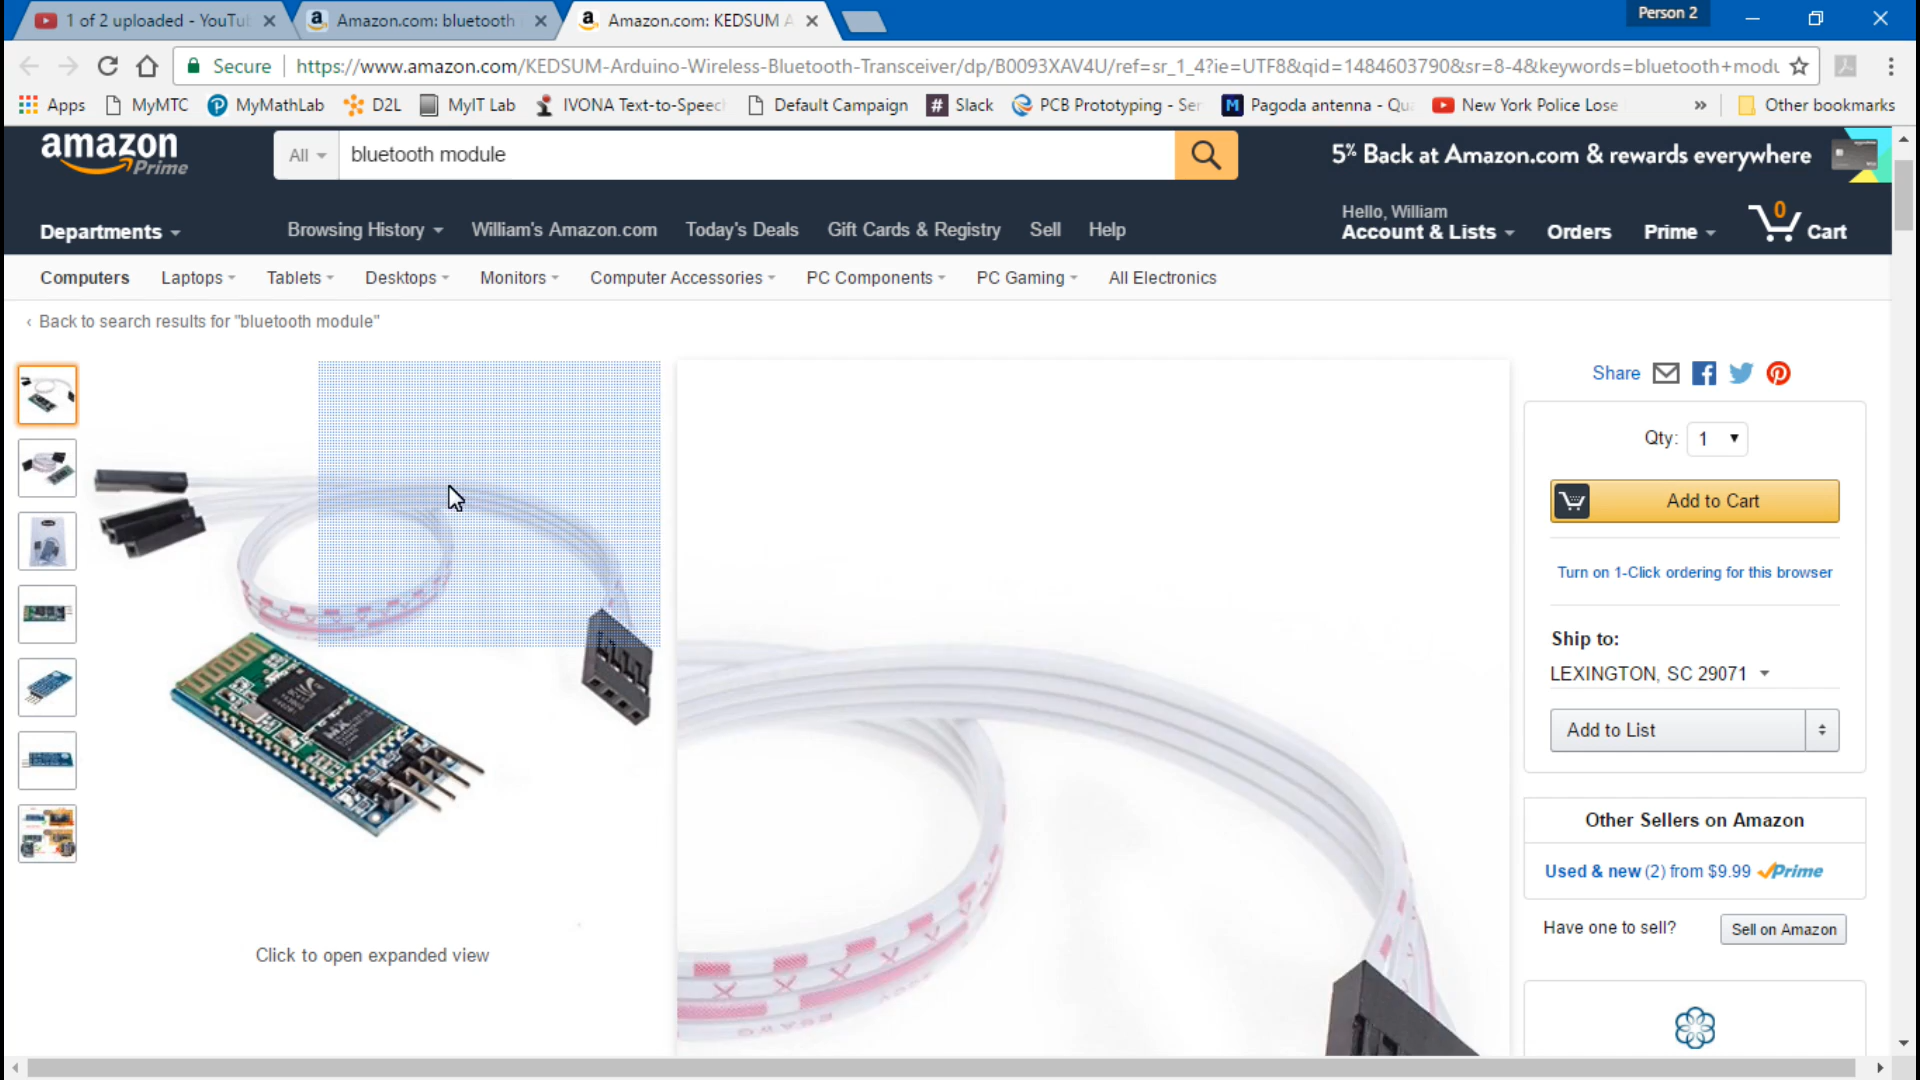 1 of 2 uploaded - YouTu
Amazon.com: bluetooth
Amazon.com: KEDSUM A
Person 2
Secure
https://www.amazon.com/KEDSUM-Arduino-Wireless-Bluetooth-Transceiver/dp/B0093XAV4U/ref=sr_1_4?ie=UTF8&qid=1484603790&sr=8-4&keywords=bluetooth+modu
Apps MyMTC MyMathLab D2L MyIT Lab IVONA Text-to-Speec Default Campaign Slack PCB Prototyping - Ser Pagoda antenna - Qu New York Police Lose » Other bookmarks
amazon
Prime
All
bluetooth module
5% Back at Amazon.com & rewards everywhere
Departments
Browsing History William's Amazon.com Today's Deals Gift Cards & Registry Sell Help
Hello, William
Account & Lists Orders Prime 0 Cart
Computers Laptops Tablets Desktops Monitors Computer Accessories PC Components PC Gaming All Electronics
‹ Back to search results for "bluetooth module"
Share
Qty: 1
Add to Cart
Turn on 1-Click ordering for this browser
Ship to:
LEXINGTON, SC 29071
Add to List
Other Sellers on Amazon
Used & new (2) from $9.99 Prime
Have one to sell? Sell on Amazon
Click to open expanded view